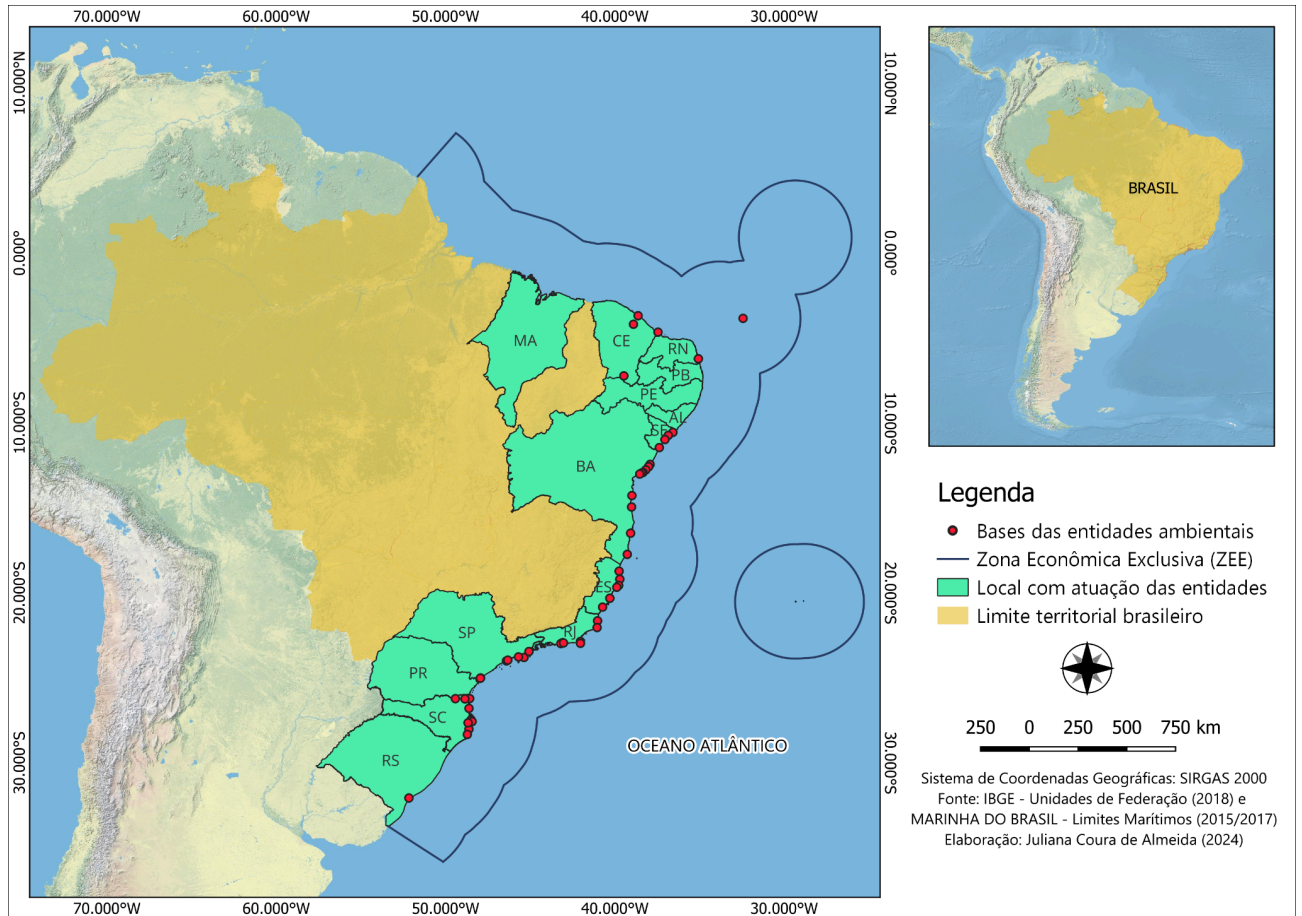 70.000°W 60.000°W 50.000°W 40.000°W 30.000°W
10.000°N
0.000°
10.000°S
20.000°S
30.000°S
10.000°N
0.000°
10.000°S
20.000°S
30.000°S
MA
CE
RN
PB
PE
AL
SE
BA
ES
SP
RJ
PR
SC
RS
OCEANO ATLÂNTICO
70.000°W 60.000°W 50.000°W 40.000°W 30.000°W
BRASIL
Legenda
Bases das entidades ambientais
Zona Econômica Exclusiva (ZEE)
Local com atuação das entidades
Limite territorial brasileiro
250 0 250 500 750 km
Sistema de Coordenadas Geográficas: SIRGAS 2000
Fonte: IBGE - Unidades de Federação (2018) e
MARINHA DO BRASIL - Limites Marítimos (2015/2017)
Elaboração: Juliana Coura de Almeida (2024)